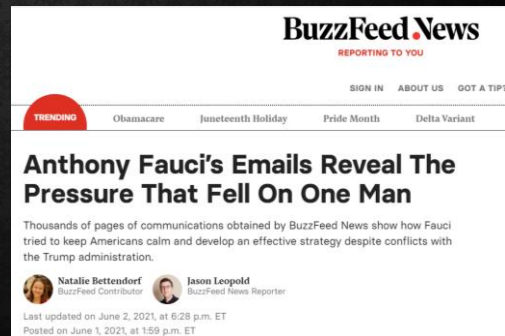 BuzzFeed News
REPORTING TO YOU
SIGN IN ABOUT US GOT A TIP?
TRENDING Obamacare Juneteenth Holiday Pride Month Delta Variant
Anthony Fauci's Emails Reveal The
Pressure That Fell On One Man
Thousands of pages of communications obtained by BuzzFeed News show how Fauci
tried to keep Americans calm and develop an effective strategy despite conflicts with
the Trump administration.
Natalie Bettendorf Jason Leopold
BuzzFeed Contributor BuzzFeed News Reporter
Last updated on June 2, 2021, at 6:28 p.m. ET
Posted on June 1, 2021, at 1:59 p.m. ET